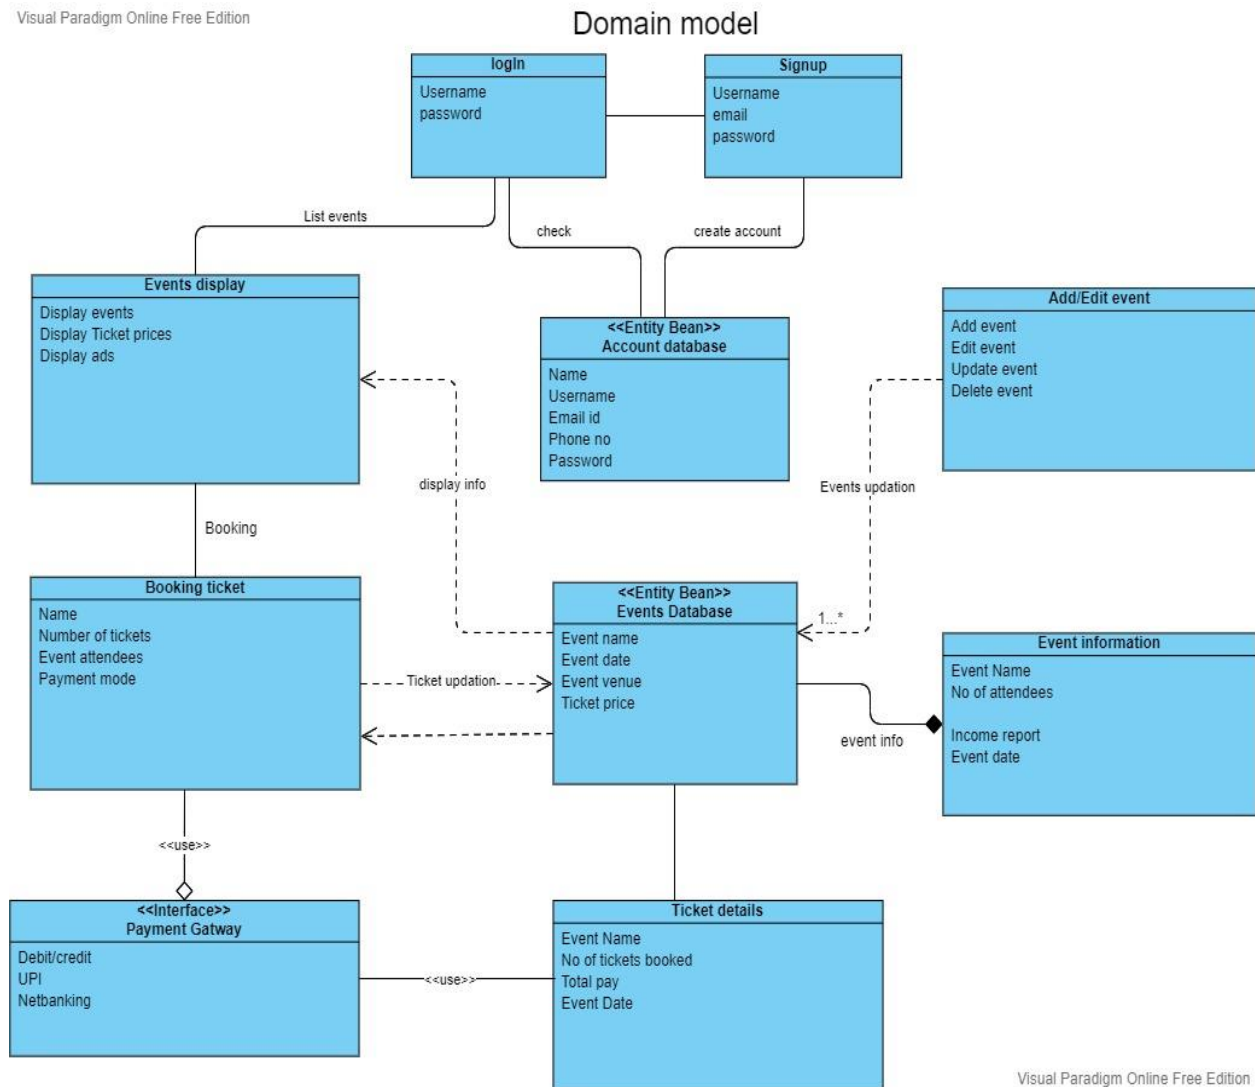 Visual Paradigm Online Free Edition
Domain model
logIn
Username
password
Signup
Username
email
password
List events
check
create account
Events display
Display events
Display Ticket prices
Display ads
<<Entity Bean>>
Account database
Name
Username
Email id
Phone no
Password
Add/Edit event
Add event
Edit event
Update event
Delete event
display info
Events updation
Booking
Booking ticket
Name
Number of tickets
Event attendees
Payment mode
Ticket updation
<<Entity Bean>>
Events Database
Event name
Event date
Event venue
Ticket price
1...*
Event information
Event Name
No of attendees
Income report
Event date
event info
<<use>>
<<Interface>>
Payment Gatway
Debit/credit
UPI
Netbanking
<<use>>
Ticket details
Event Name
No of tickets booked
Total pay
Event Date
Visual Paradigm Online Free Edition